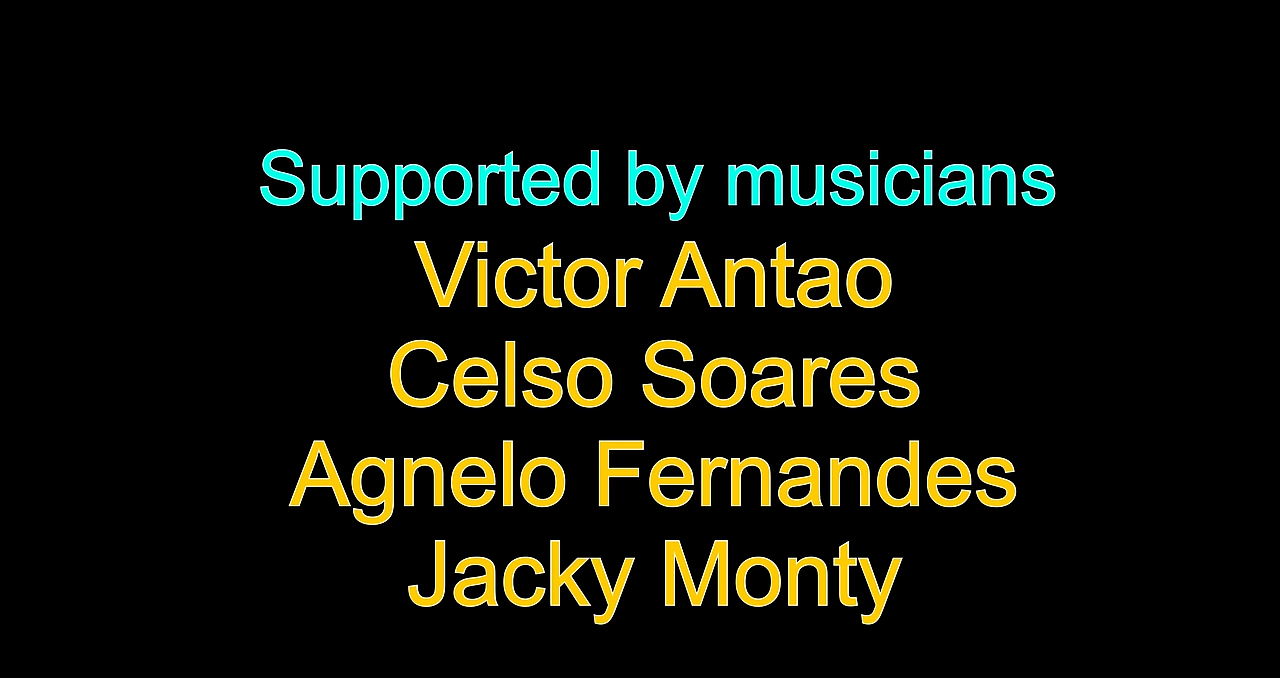 Supported by musicians
Victor Antao
Celso Soares
Agnelo Fernandes
Jacky Monty